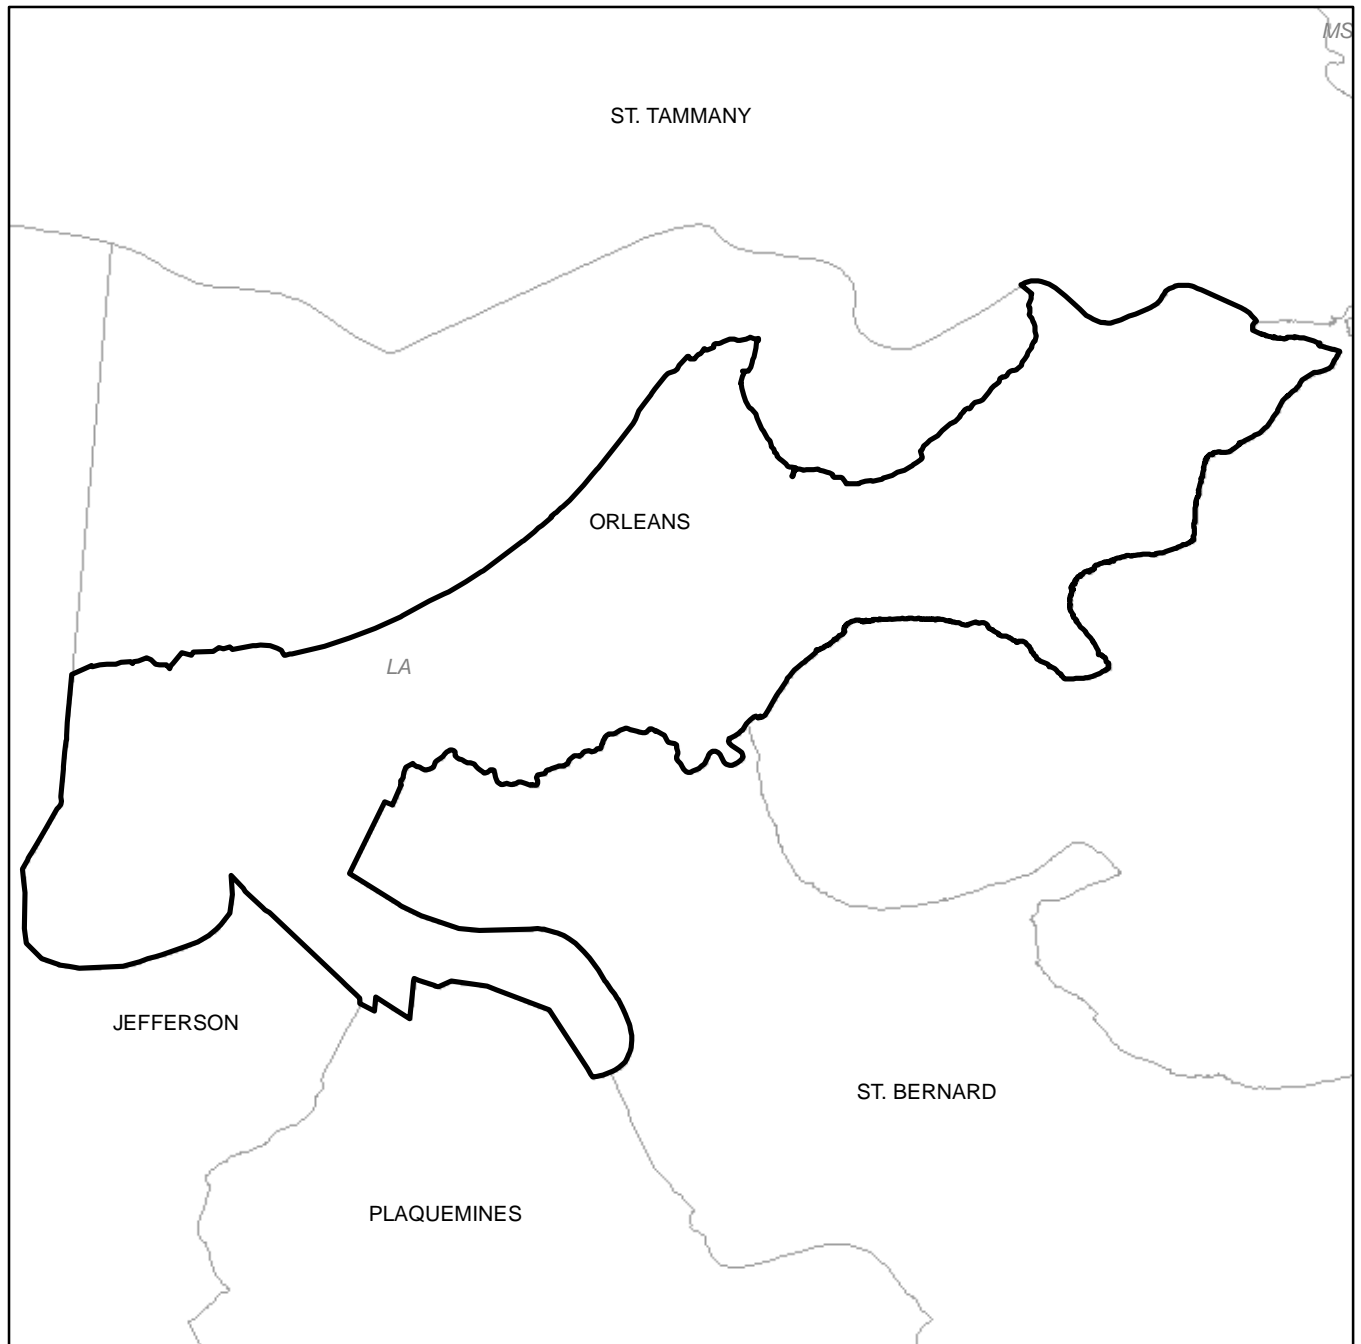 MS
ST. TAMMANY
ORLEANS
LA
JEFFERSON
ST. BERNARD
PLAQUEMINES